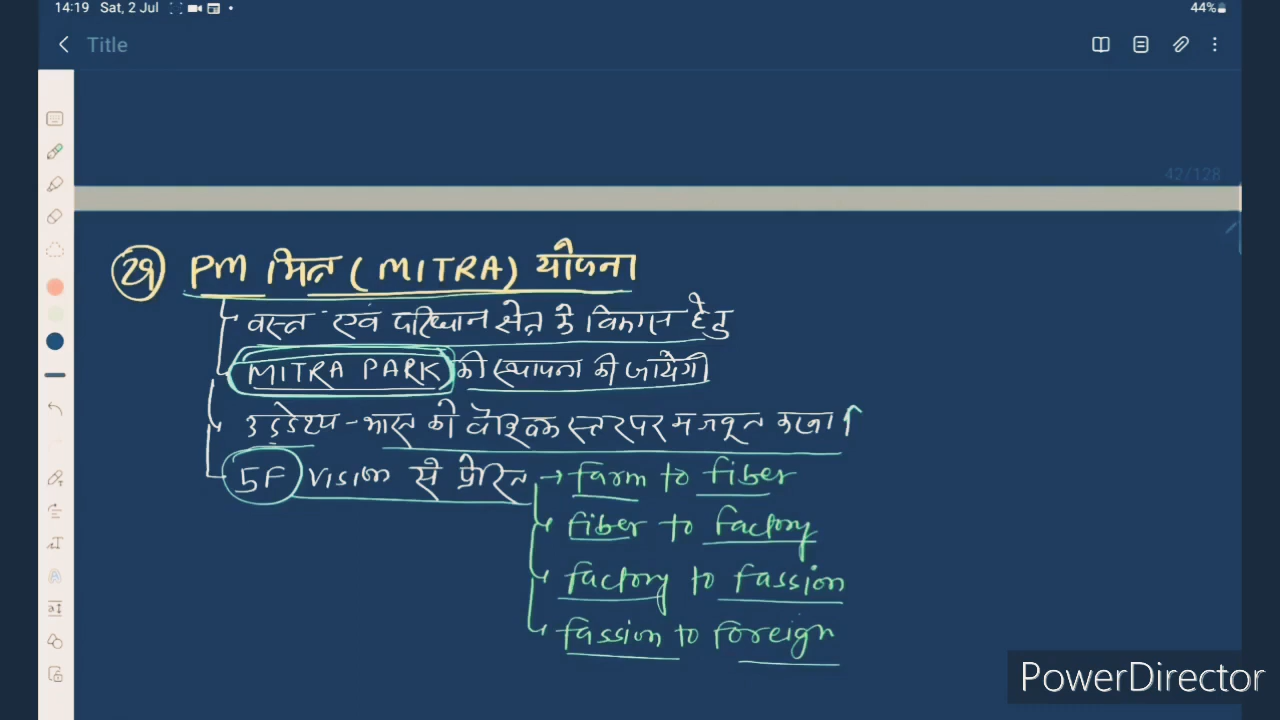 14:19 Sat, 2 Jul
44%
Title
42/128
29 PM मित्र (MITRA) योजना
वस्त्र एवं परिधान क्षेत्र के विकास हेतु
MITRA PARK की स्थापना की जायेगी
उद्देश्य - भारत को वैश्विक स्तर पर मजबूत करना ↑
5F Vision से प्रेरित → farm to fiber
fiber to factory
factory to fassion
fassion to foreign
PowerDirector